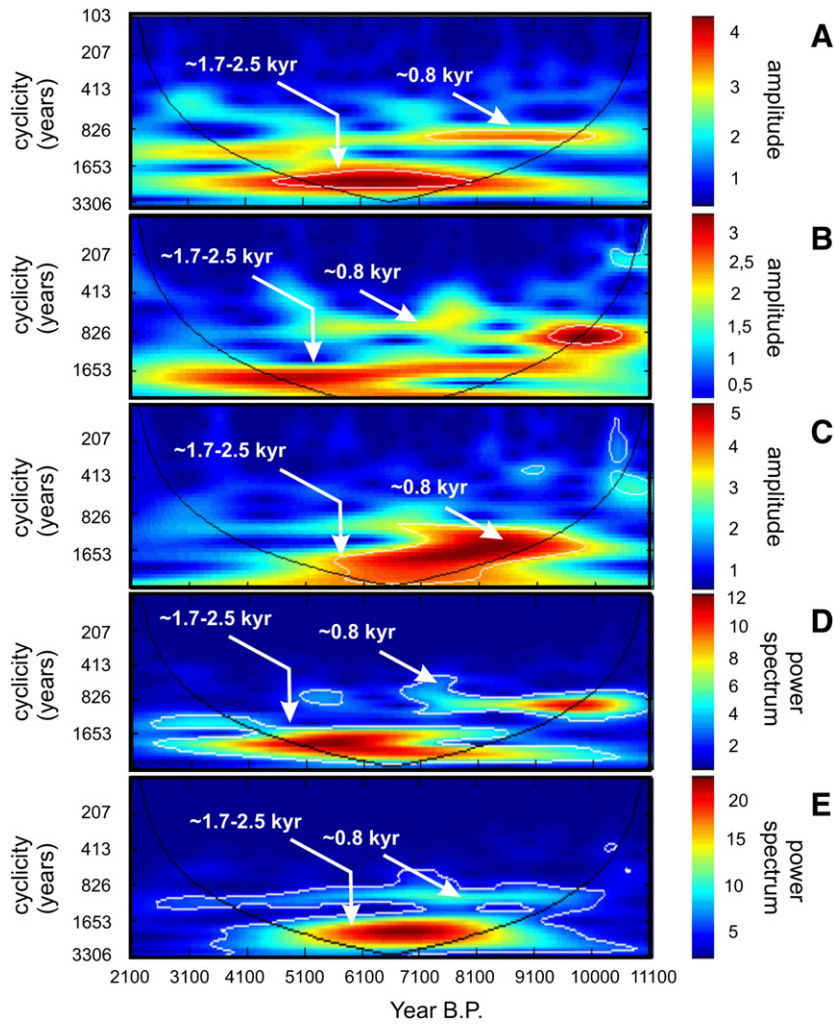 103
207
413
826
1653
3306
cyclicity
(years)
~1.7-2.5 kyr
~0.8 kyr
4
3
2
1
amplitude
A
207
413
826
1653
cyclicity
(years)
~1.7-2.5 kyr
~0.8 kyr
3
2,5
2
1,5
1
0,5
amplitude
B
207
413
826
1653
cyclicity
(years)
~1.7-2.5 kyr
~0.8 kyr
5
4
3
2
1
amplitude
C
207
413
826
1653
cyclicity
(years)
~1.7-2.5 kyr
~0.8 kyr
12
10
8
6
4
2
power
spectrum
D
207
413
826
1653
3306
cyclicity
(years)
~1.7-2.5 kyr
~0.8 kyr
20
15
10
5
power
spectrum
E
2100 3100 4100 5100 6100 7100 8100 9100 10000 11100
Year B.P.